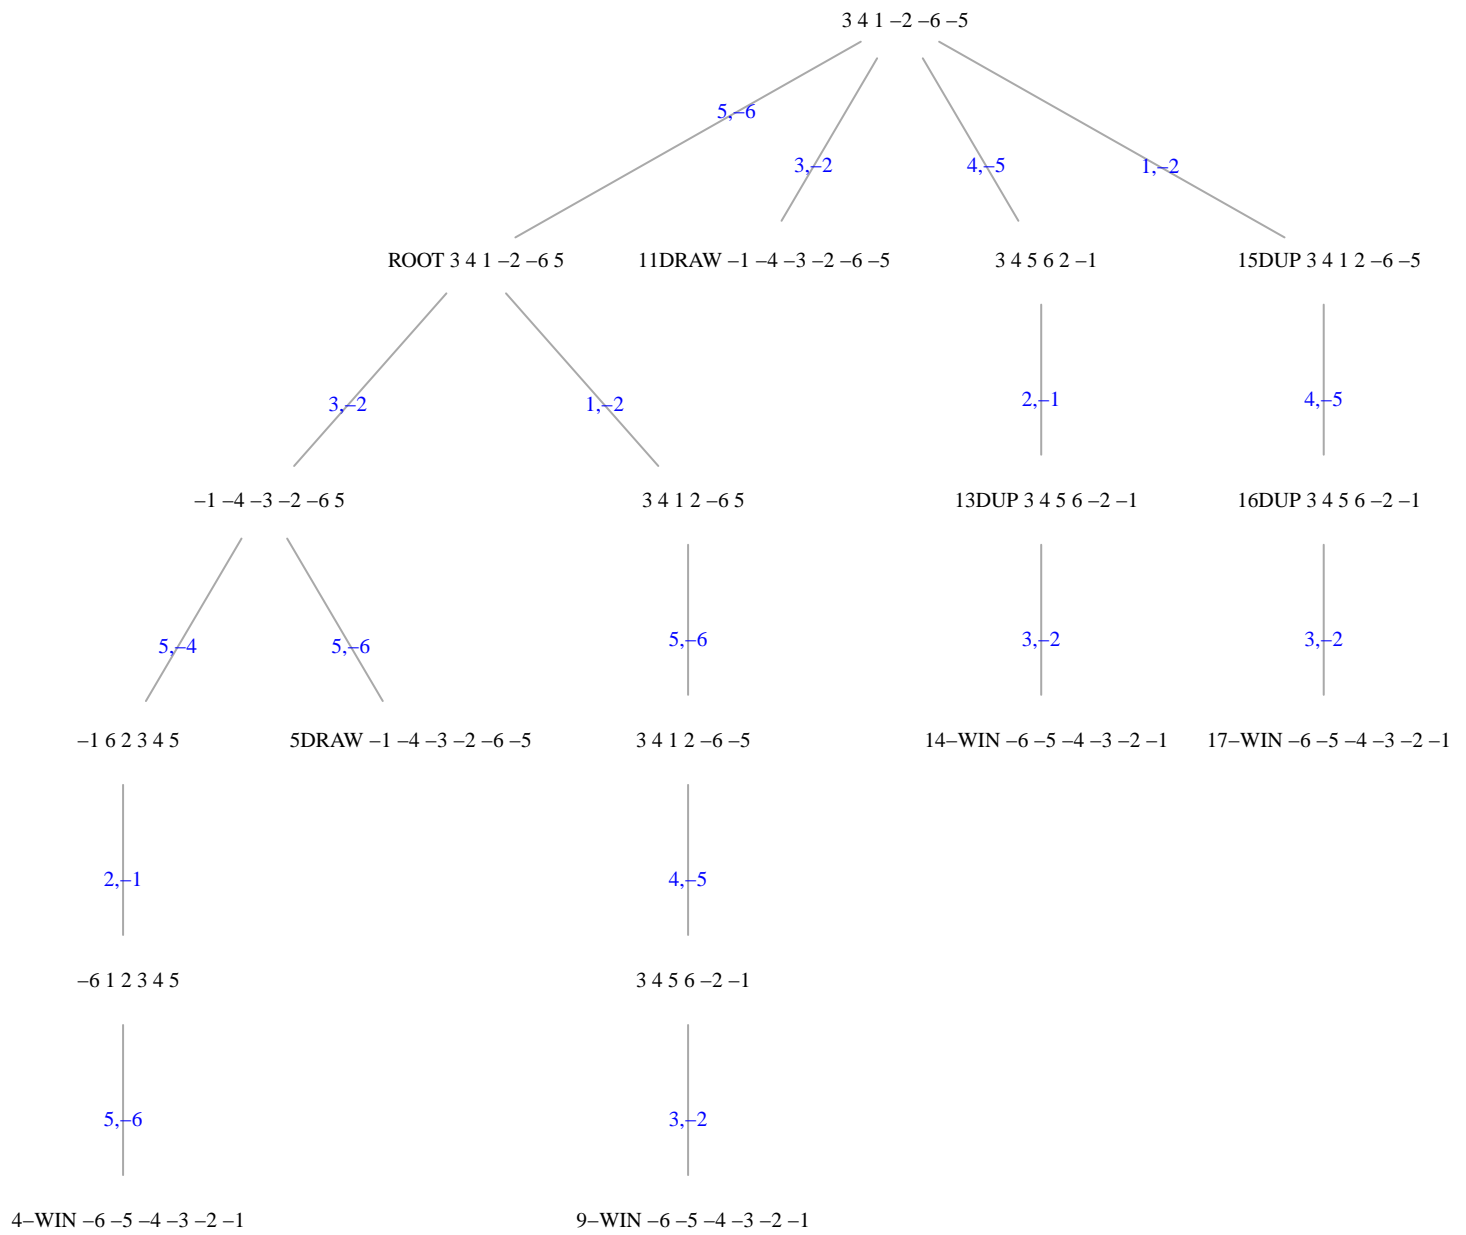 3 4 1 –2 –6 –5
5,–6
3,–2
4,–5
1,–2
ROOT 3 4 1 –2 –6 5
11DRAW –1 –4 –3 –2 –6 –5
3 4 5 6 2 –1
15DUP 3 4 1 2 –6 –5
3,–2
1,–2
2,–1
4,–5
–1 –4 –3 –2 –6 5
3 4 1 2 –6 5
13DUP 3 4 5 6 –2 –1
16DUP 3 4 5 6 –2 –1
5,–4
5,–6
5,–6
3,–2
3,–2
–1 6 2 3 4 5
5DRAW –1 –4 –3 –2 –6 –5
3 4 1 2 –6 –5
14–WIN –6 –5 –4 –3 –2 –1
17–WIN –6 –5 –4 –3 –2 –1
2,–1
4,–5
–6 1 2 3 4 5
3 4 5 6 –2 –1
5,–6
3,–2
4–WIN –6 –5 –4 –3 –2 –1
9–WIN –6 –5 –4 –3 –2 –1